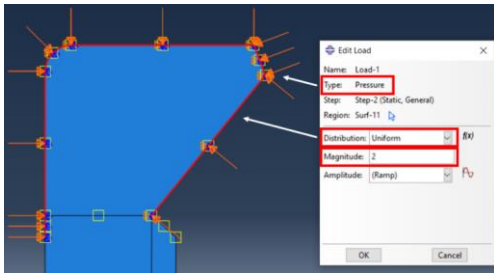 Edit Load
Name: Load-1
Type: Pressure
Step: Step-2 (Static, General)
Region: Surf-11
Distribution: Uniform f(x)
Magnitude: 2
Amplitude: (Ramp)
OK Cancel